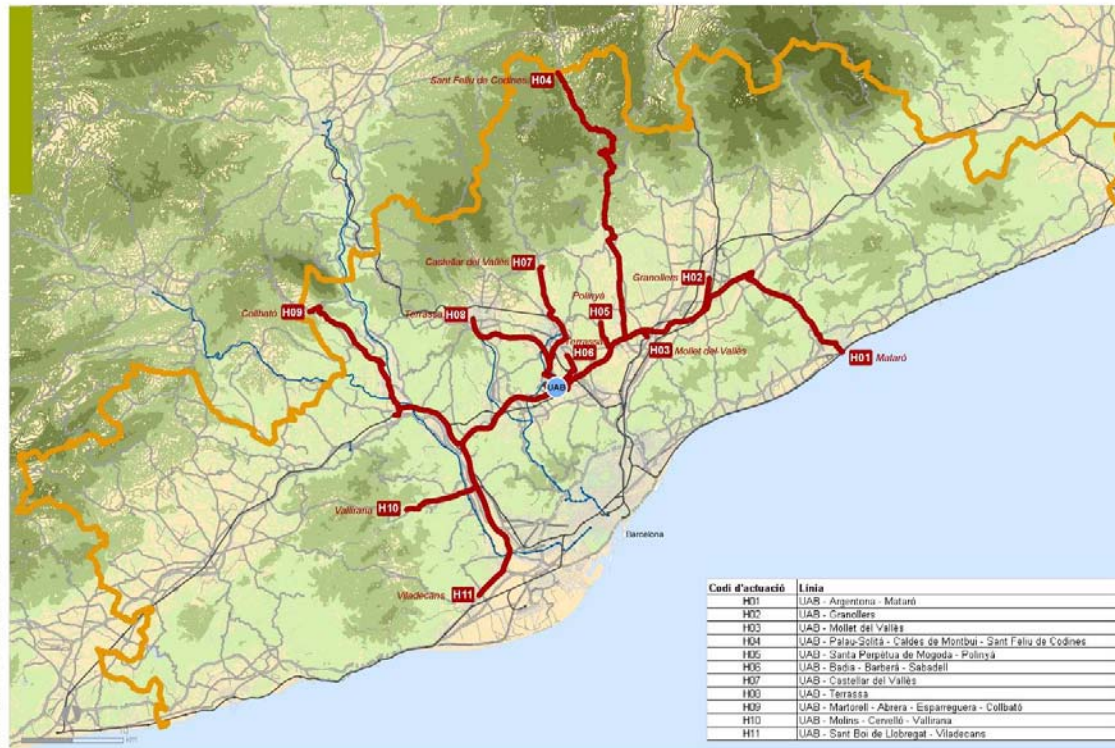 Sant Feliu de Codines H04
Castellar del Vallès H07
Granollers H02
Polinyà
H05
Collbató H09
Terrassa H08
Terrassa
H06
H03 Mollet del Vallès
H01 Mataró
UAB
Vallirana H10
Barcelona
Viladecans H11
Codi d'actuació Línia
H01 UAB - Argentona - Mataró
H02 UAB - Granollers
H03 UAB - Mollet del Vallès
H04 UAB - Palau-Solità - Caldes de Montbui - Sant Feliu de Codines
H05 UAB - Santa Perpètua de Mogoda - Polinyà
H06 UAB - Badia - Barberà - Sabadell
H07 UAB - Castellar del Vallès
H08 UAB - Terrassa
H09 UAB - Martorell - Abrera - Esparreguera - Collbató
H10 UAB - Molins - Cervelló - Vallirana
H11 UAB - Sant Boi de Llobregat - Viladecans